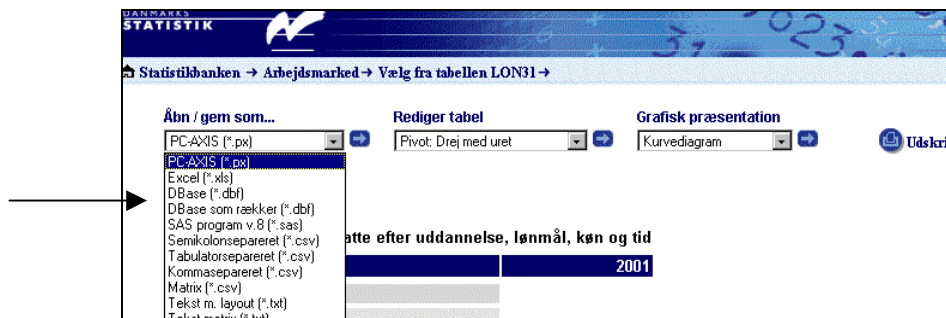 DANMARKS
STATISTIK
Statistikbanken → Arbejdsmarked → Vælg fra tabellen LON31 →
Åbn / gem som... Rediger tabel Grafisk præsentation
PC-AXIS (*.px) Pivot: Drej med uret Kurvediagram
PC-AXIS (*.px)
Excel (*.xls)
DBase (*.dbf)
DBase som rækker (*.dbf)
SAS program v.8 (*.sas)
Semikolonsepareret (*.csv)
Tabulatorsepareret (*.csv)
Kommasepareret (*.csv)
Matrix (*.csv)
Tekst m. layout (*.txt)
Tekst matrix (*.txt)
Udskri
atte efter uddannelse, lønmål, køn og tid
2001